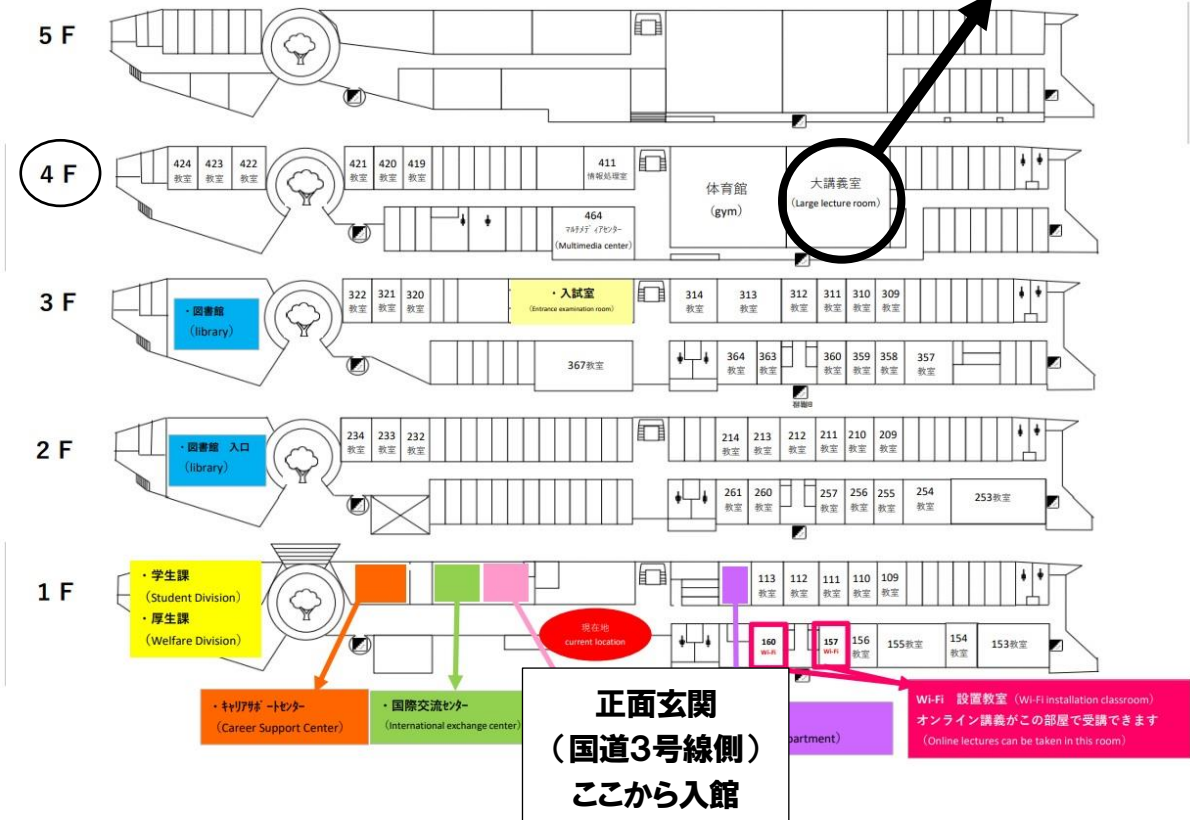 5 F
4 F
424
教室
423
教室
422
教室
421
教室
420
教室
419
教室
411
情報処理室
464
マルチメディアセンター
(Multimedia center)
体育館
(gym)
大講義室
(Large lecture room)
3 F
・図書館
(library)
322
教室
321
教室
320
教室
・入試室
(Entrance examination room)
314
教室
313
教室
312
教室
311
教室
310
教室
309
教室
367教室
364
教室
363
教室
360
教室
359
教室
358
教室
357
教室
2 F
・図書館 入口
(library)
234
教室
233
教室
232
教室
214
教室
213
教室
212
教室
211
教室
210
教室
209
教室
261
教室
260
教室
257
教室
256
教室
255
教室
254
教室
253教室
1 F
・学生課
(Student Division)
・厚生課
(Welfare Division)
113
教室
112
教室
111
教室
110
教室
109
教室
現在地
current location
160
Wi-Fi
157
Wi-Fi
156
教室
155教室
154
教室
153教室
・キャリアサポートセンター
(Career Support Center)
・国際交流センター
(International exchange center)
正面玄関
(国道3号線側)
ここから入館
partment)
Wi-Fi 設置教室 (Wi-Fi installation classroom)
オンライン講義がこの部屋で受講できます
(Online lectures can be taken in this room)